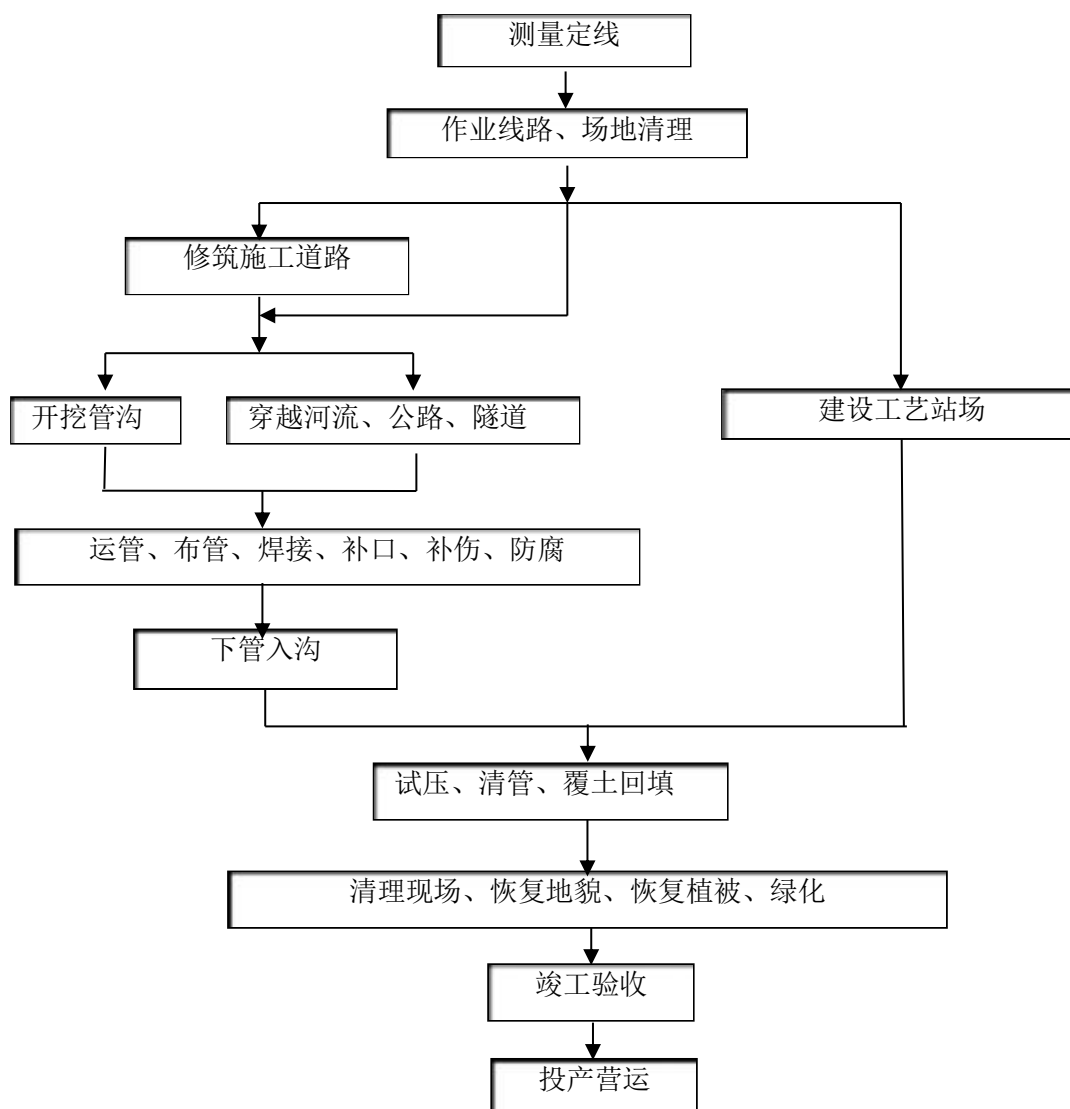 测量定线
作业线路、场地清理
修筑施工道路
开挖管沟
穿越河流、公路、隧道
建设工艺站场
运管、布管、焊接、补口、补伤、防腐
下管入沟
试压、清管、覆土回填
清理现场、恢复地貌、恢复植被、绿化
竣工验收
投产营运